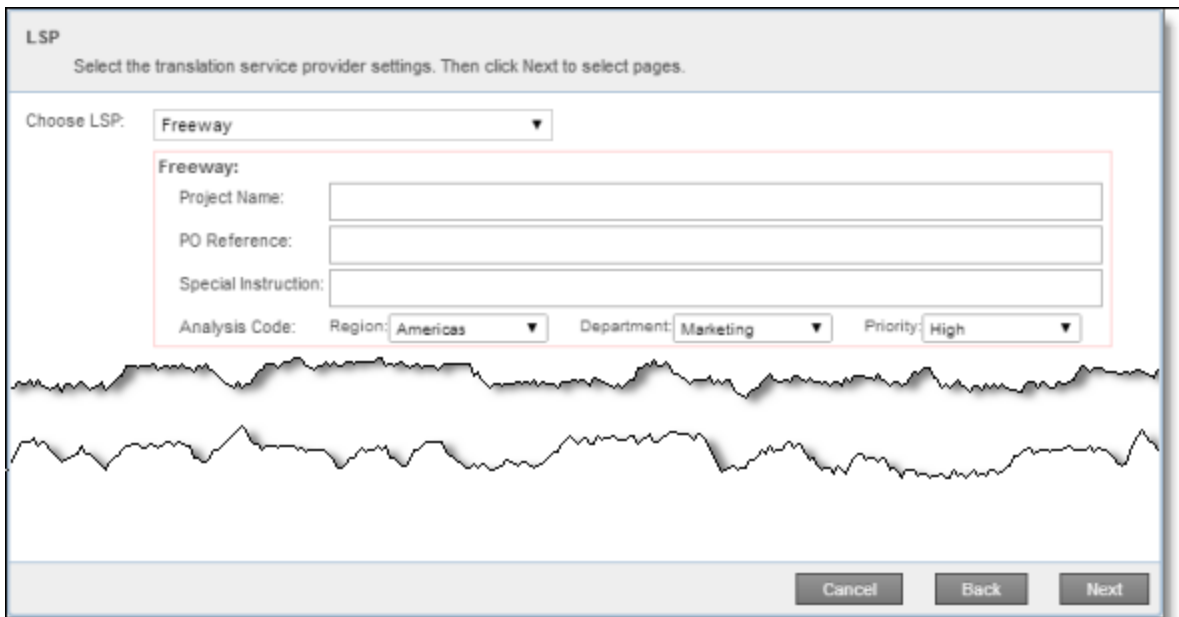 LSP
Select the translation service provider settings. Then click Next to select pages.
Choose LSP: Freeway
Freeway:
Project Name:
PO Reference:
Special Instruction:
Analysis Code: Region: Americas Department: Marketing Priority: High
Cancel Back Next